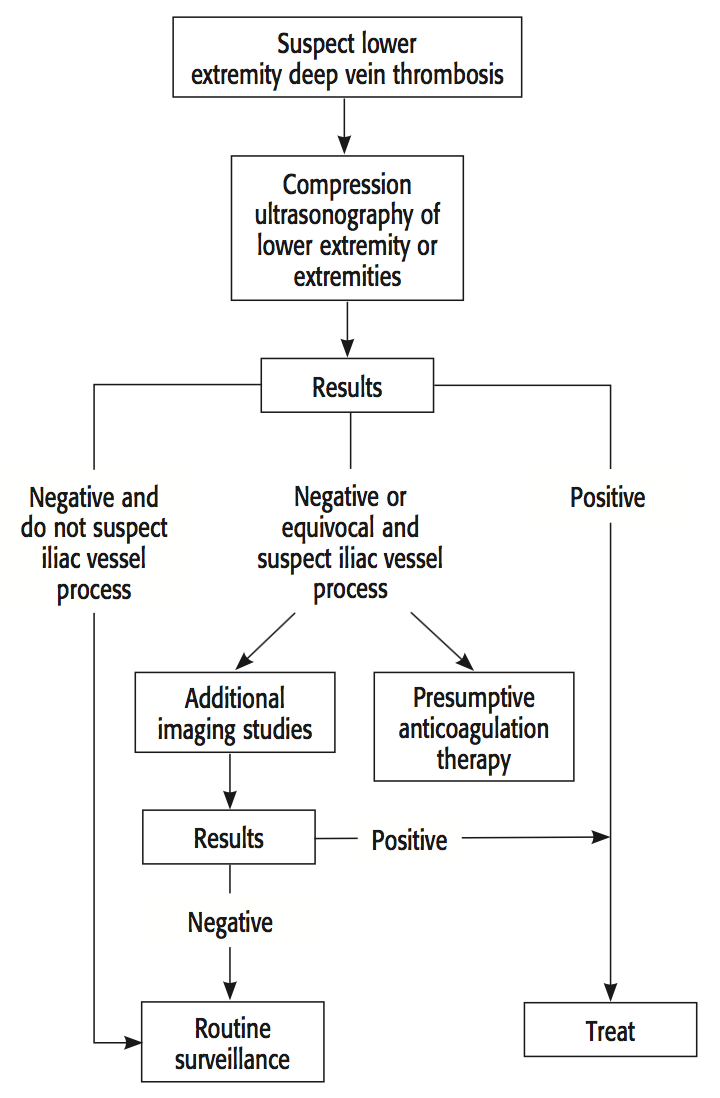 Suspect lower
extremity deep vein thrombosis
Compression
ultrasonography of
lower extremity or
extremities
Results
Negative and
do not suspect
iliac vessel
process
Negative or
equivocal and
suspect iliac vessel
process
Positive
Additional
imaging studies
Presumptive
anticoagulation
therapy
Results
Positive
Negative
Routine
surveillance
Treat